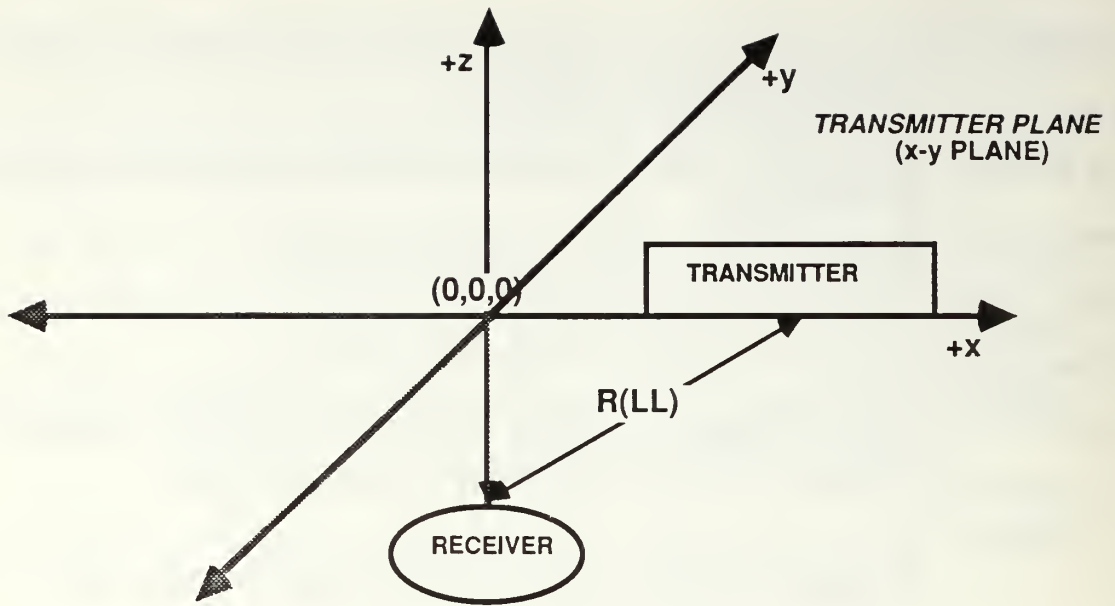 +z
+y
TRANSMITTER PLANE
(x-y PLANE)
TRANSMITTER
(0,0,0)
+x
R(LL)
RECEIVER